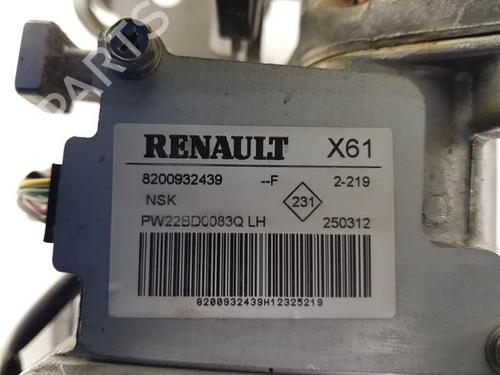 PARTS
RENAULT X61
8200932439 --F 2-219
NSK 231
PW22BD0083Q LH 250312
8200932439H12325219